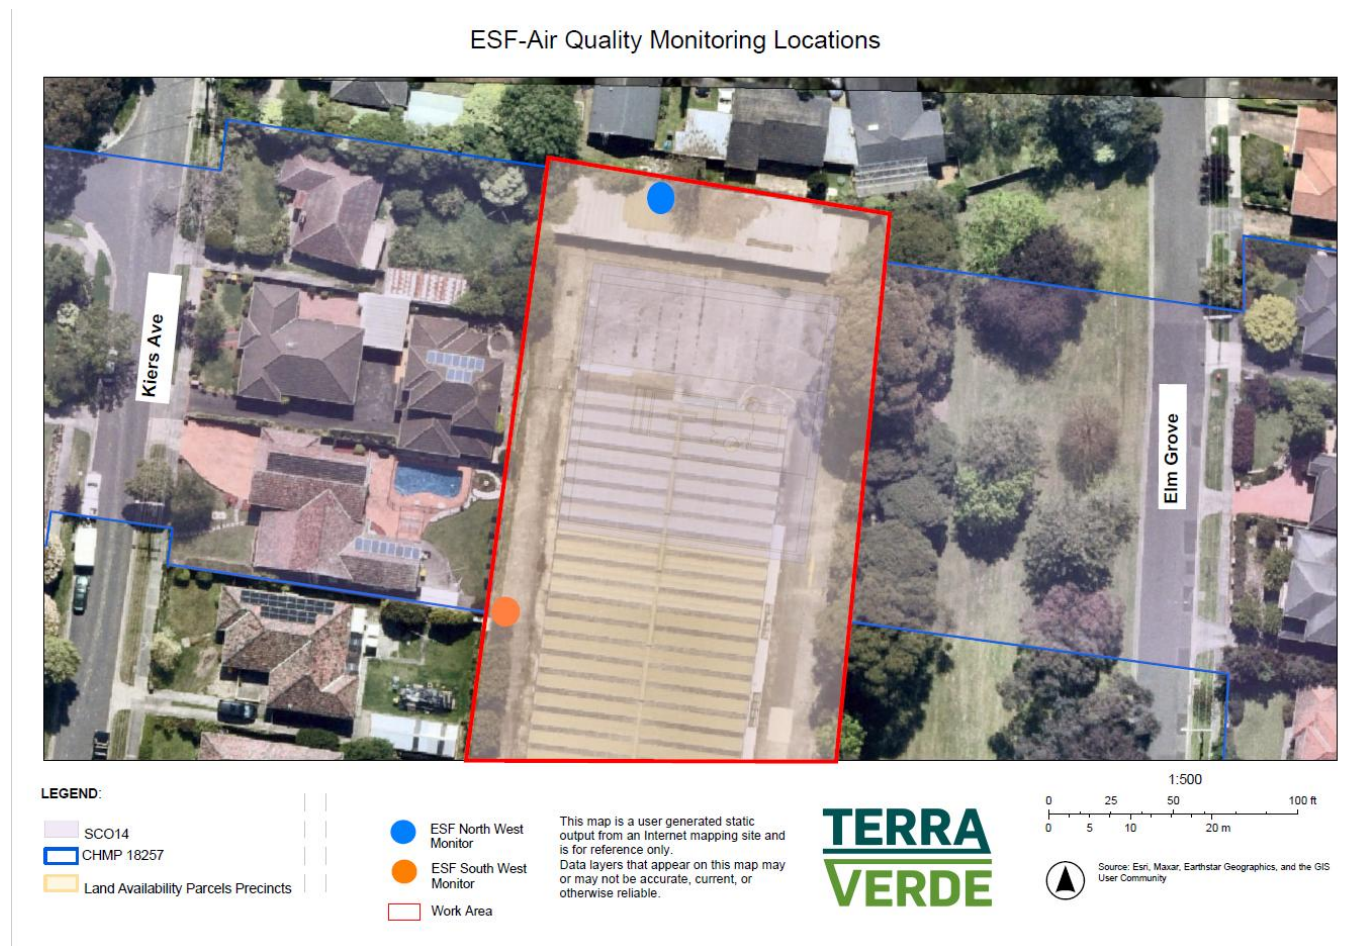 ESF-Air Quality Monitoring Locations
Kiers Ave
Elm Grove
LEGEND:
SCO14
CHMP 18257
Land Availability Parcels Precincts
ESF North West
Monitor
ESF South West
Monitor
Work Area
This map is a user generated static
output from an Internet mapping site and
is for reference only.
Data layers that appear on this map may
or may not be accurate, current, or
otherwise reliable.
TERRA
VERDE
1:500
0 25 50 100 ft
0 5 10 20 m
Source: Esri, Maxar, Earthstar Geographics, and the GIS
User Community